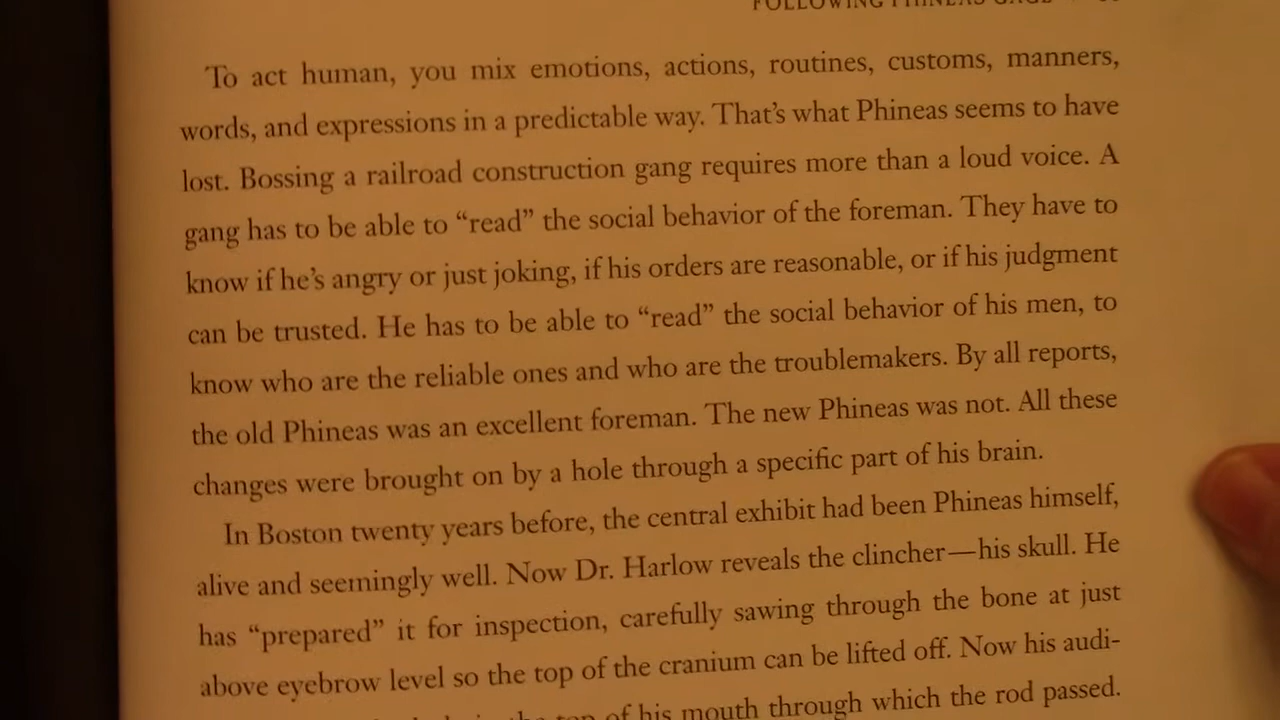 FOLLOWING PHINEAS GAGE
To act human, you mix emotions, actions, routines, customs, manners,
words, and expressions in a predictable way. That’s what Phineas seems to have
lost. Bossing a railroad construction gang requires more than a loud voice. A
gang has to be able to “read” the social behavior of the foreman. They have to
know if he’s angry or just joking, if his orders are reasonable, or if his judgment
can be trusted. He has to be able to “read” the social behavior of his men, to
know who are the reliable ones and who are the troublemakers. By all reports,
the old Phineas was an excellent foreman. The new Phineas was not. All these
changes were brought on by a hole through a specific part of his brain.
In Boston twenty years before, the central exhibit had been Phineas himself,
alive and seemingly well. Now Dr. Harlow reveals the clincher—his skull. He
has “prepared” it for inspection, carefully sawing through the bone at just
above eyebrow level so the top of the cranium can be lifted off. Now his audi-
the top of his mouth through which the rod passed.